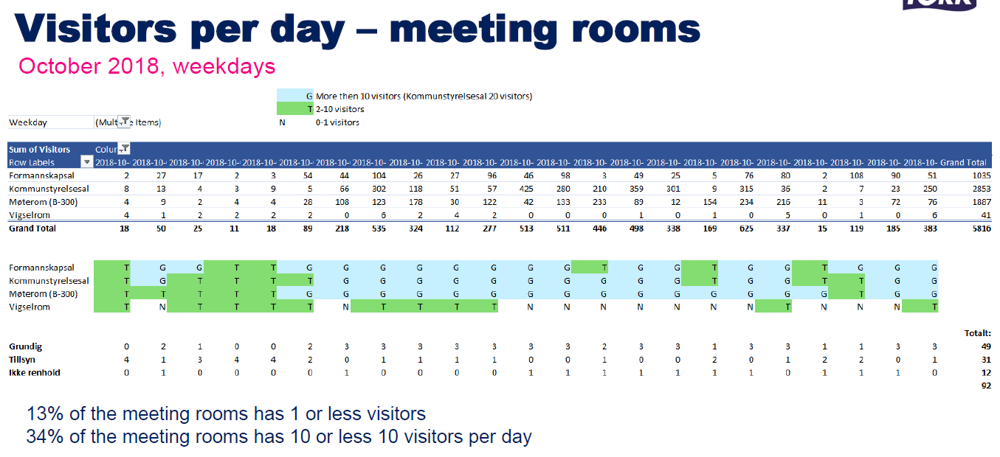 TORK
Visitors per day – meeting rooms
October 2018, weekdays
G More then 10 visitors (Kommunstyrelsesal 20 visitors)
T 2-10 visitors
Weekday (Mult e Items) N 0-1 visitors
Sum of Visitors Colur
Row Labels 2018-10- 2018-10- 2018-10- 2018-10- 2018-10- 2018-10- 2018-10- 2018-10- 2018-10- 2018-10- 2018-10- 2018-10- 2018-10- 2018-10- 2018-10- 2018-10- 2018-10- 2018-10- 2018-10- 2018-10- 2018-10- 2018-10- 2018-10- Grand Total
Formannskapsal 2 27 17 2 3 54 44 104 26 27 96 46 98 3 49 25 5 76 80 2 108 90 51 1035
Kommunstyrelsesal 8 13 4 3 9 5 66 302 118 51 57 425 280 210 359 301 9 315 36 2 7 23 250 2853
Møterom (B-300) 4 9 2 4 4 28 108 123 178 30 122 42 133 233 89 12 154 234 216 11 3 72 76 1887
Vigselrom 4 1 2 2 2 2 0 6 2 4 2 0 0 0 1 0 1 0 5 0 1 0 6 41
Grand Total 18 50 25 11 18 89 218 535 324 112 277 513 511 446 498 338 169 625 337 15 119 185 383 5816
Formannskapsal T G G T T G G G G G G G G T G G T G G T G G G
Kommunstyrelsesal T G T T T T G G G G G G G G G G T G G T T G G
Møterom (B-300) T T T T T G G G G G G G G G G G G G G G T G G
Vigselrom T N T T T T N T T T T N N N N N N N T N N N T
Totalt:
Grundig 0 2 1 0 0 2 3 3 3 3 3 3 3 2 3 3 1 3 3 1 1 3 3 49
Tillsyn 4 1 3 4 4 2 0 1 1 1 1 0 0 1 0 0 2 0 1 2 2 0 1 31
Ikke renhold 0 1 0 0 0 0 1 0 0 0 0 1 1 1 1 1 1 1 0 1 1 1 0 12
92
13% of the meeting rooms has 1 or less visitors
34% of the meeting rooms has 10 or less 10 visitors per day